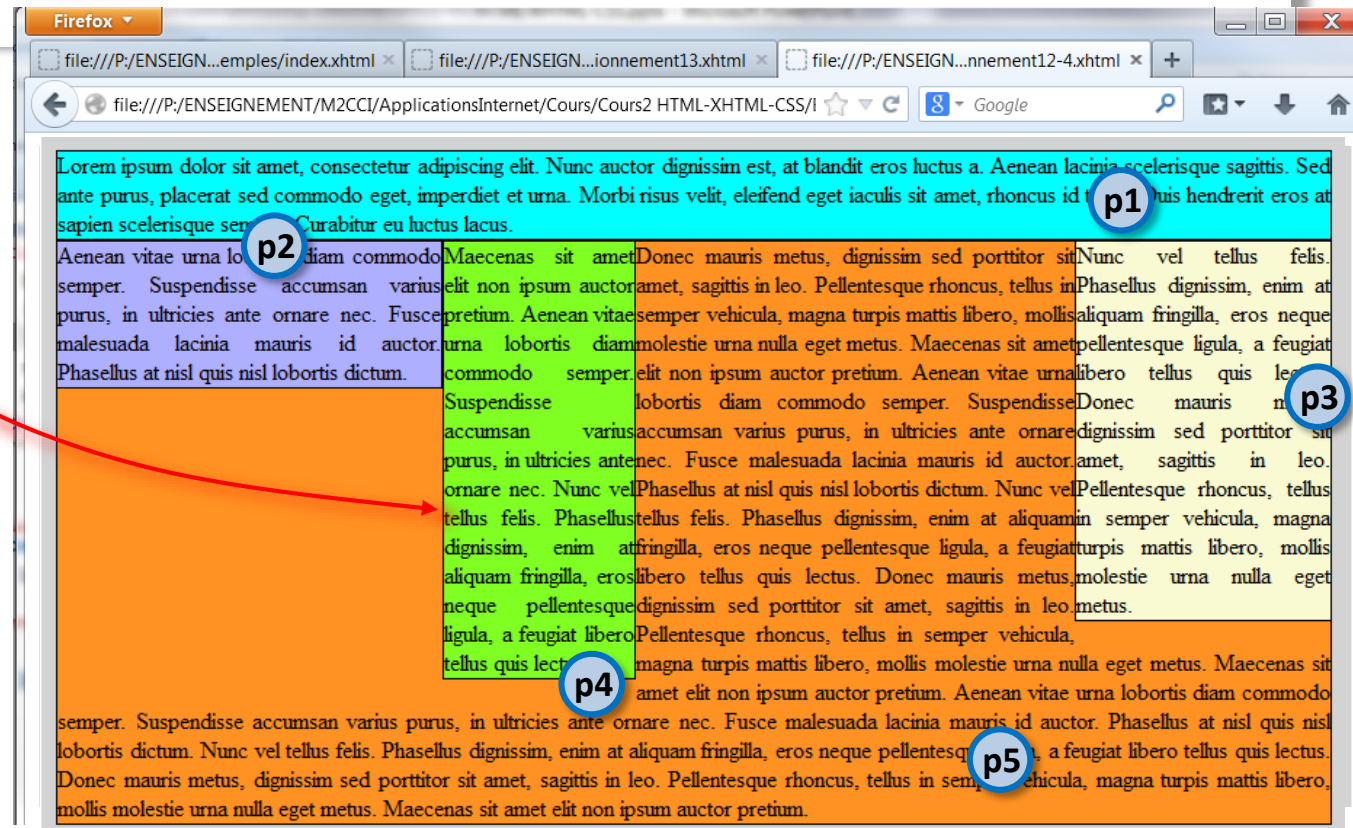 Firefox
file:///P:/ENSEIGN...emples/index.xhtml ×
file:///P:/ENSEIGN...ionnement13.xhtml ×
file:///P:/ENSEIGN...nnement12-4.xhtml × +
file:///P:/ENSEIGNEMENT/M2CCI/ApplicationsInternet/Cours/Cours2 HTML-XHTML-CSS/
8 Google
Lorem ipsum dolor sit amet, consectetur adipiscing elit. Nunc auctor dignissim est, at blandit eros luctus a. Aenean lacinia scelerisque sagittis. Sed
ante purus, placerat sed commodo eget, imperdiet et urna. Morbi risus velit, eleifend eget iaculis sit amet, rhoncus id hendrerit eros at
sapien scelerisque Curabitur eu luctus lacus.
p1
p2
Aenean vitae urna diam commodo
semper. Suspendisse accumsan varius
purus, in ultricies ante ornare nec. Fusce
malesuada lacinia mauris id auctor.
Phasellus at nisl quis nisl lobortis dictum.
Maecenas sit amet
elit non ipsum auctor
pretium. Aenean vitae
urna lobortis diam
commodo semper.
Suspendisse
accumsan varius
purus, in ultricies ante
ornare nec. Nunc vel
tellus felis. Phasellus
dignissim, enim at
aliquam fringilla, eros
neque pellentesque
ligula, a feugiat libero
tellus quis
p4
Donec mauris metus, dignissim sed porttitor sit
amet, sagittis in leo. Pellentesque rhoncus, tellus in
semper vehicula, magna turpis mattis libero, mollis
molestie urna nulla eget metus. Maecenas sit amet
elit non ipsum auctor pretium. Aenean vitae urna
lobortis diam commodo semper. Suspendisse
accumsan varius purus, in ultricies ante ornare
nec. Fusce malesuada lacinia mauris id auctor.
Phasellus at nisl quis nisl lobortis dictum. Nunc vel
tellus felis. Phasellus dignissim, enim at aliquam
fringilla, eros neque pellentesque ligula, a feugiat
libero tellus quis lectus. Donec mauris metus,
dignissim sed porttitor sit amet, sagittis in leo.
Pellentesque rhoncus, tellus in semper vehicula,
magna turpis mattis libero, mollis molestie urna nulla eget metus. Maecenas sit
amet elit non ipsum auctor pretium. Aenean vitae urna lobortis diam commodo
semper. Suspendisse accumsan varius purus, in ultricies ante ornare nec. Fusce malesuada lacinia mauris id auctor. Phasellus at nisl quis nisl
lobortis dictum. Nunc vel tellus felis. Phasellus dignissim, enim at aliquam fringilla, eros neque a feugiat libero tellus quis lectus.
Donec mauris metus, dignissim sed porttitor sit amet, sagittis in leo. Pellentesque rhoncus, tellus in vehicula, magna turpis mattis libero,
mollis molestie urna nulla eget metus. Maecenas sit amet elit non ipsum auctor pretium.
p5
Nunc vel tellus felis.
Phasellus dignissim, enim at
aliquam fringilla, eros neque
pellentesque ligula, a feugiat
libero tellus quis
Donec mauris
dignissim sed porttitor sit
amet, sagittis in leo.
Pellentesque rhoncus, tellus
in semper vehicula, magna
turpis mattis libero, mollis
molestie urna nulla eget
metus.
p3